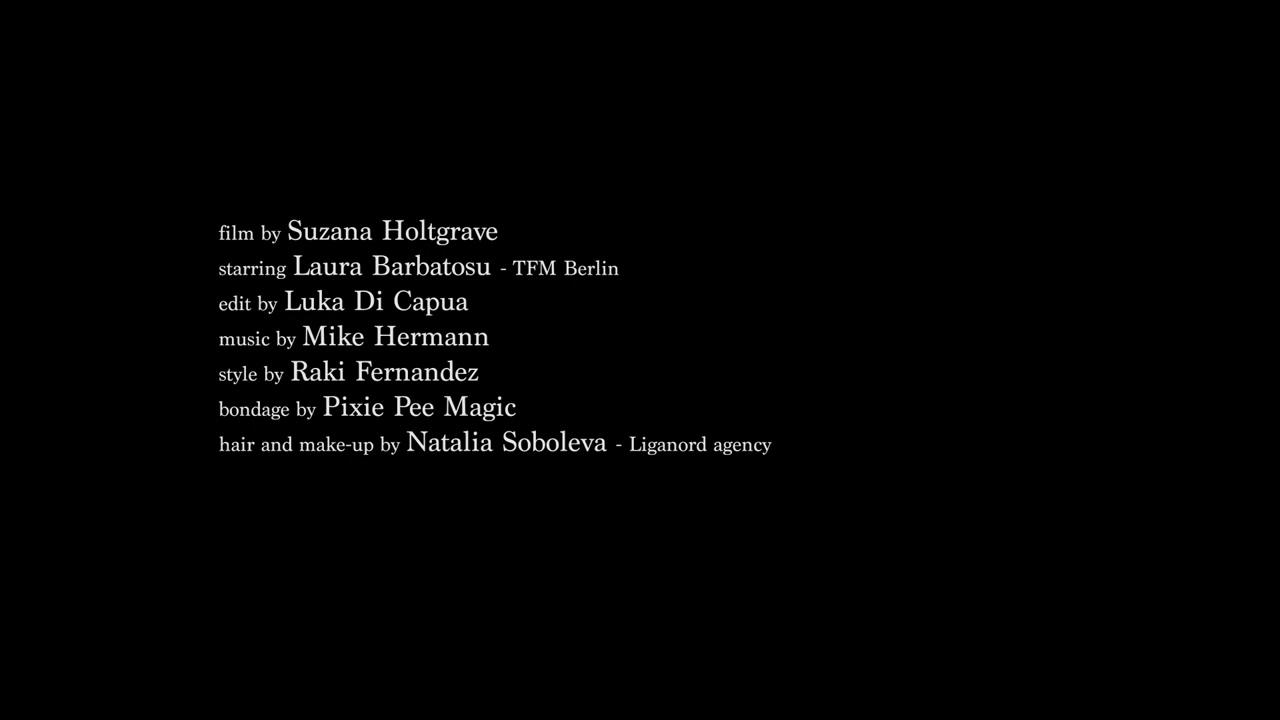 film by Suzana Holtgrave
starring Laura Barbatosu - TFM Berlin
edit by Luka Di Capua
music by Mike Hermann
style by Raki Fernandez
bondage by Pixie Pee Magic
hair and make-up by Natalia Soboleva - Liganord agency